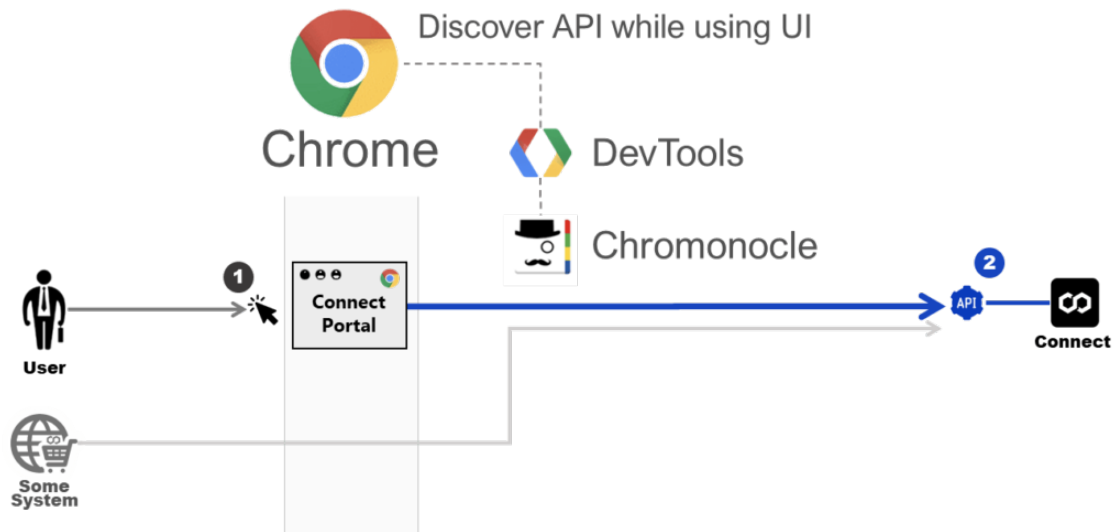 Discover API while using UI
Chrome
DevTools
Chromonocle
1
Connect
Portal
2
API
User
Connect
Some
System